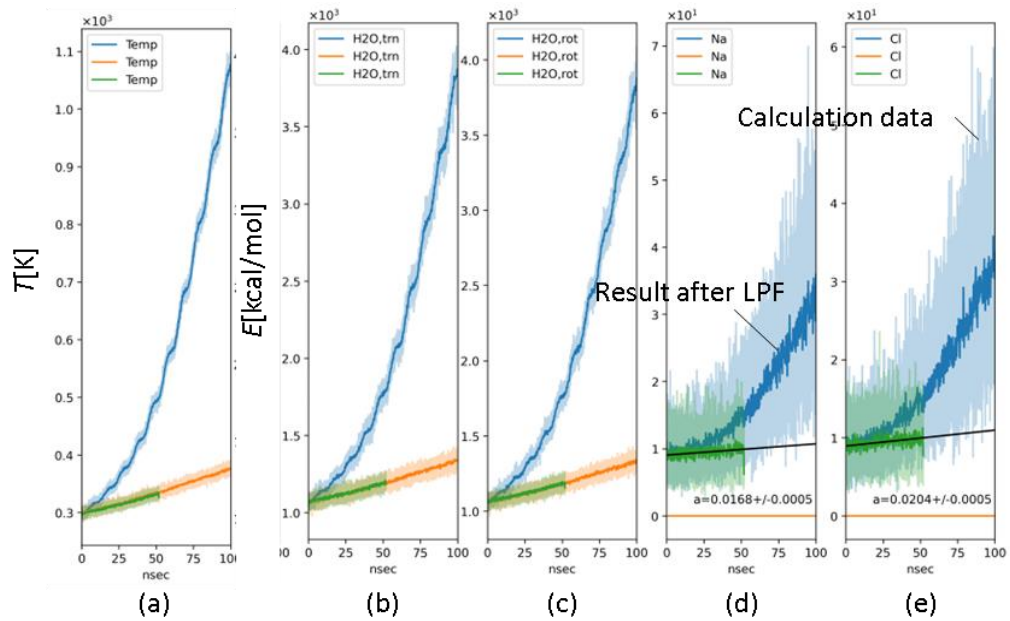 ×10³
Temp
Temp
Temp
1.1
1.0
0.9
0.8
0.7
0.6
0.5
0.4
0.3
T[K]
0 25 50 75 100
nsec
(a)
×10³
H2O,trn
H2O,trn
H2O,trn
4.0
3.5
3.0
2.5
2.0
1.5
1.0
E[kcal/mol]
0 25 50 75 100
nsec
(b)
×10³
H2O,rot
H2O,rot
H2O,rot
4.0
3.5
3.0
2.5
2.0
1.5
1.0
0 25 50 75 100
nsec
(c)
×10¹
Na
Na
Na
7
6
5
4
3
2
1
0
Result after LPF
a=0.0168+/-0.0005
0 25 50 75 100
nsec
(d)
×10¹
Cl
Cl
Cl
6
Calculation data
4
2
1
0
a=0.0204+/-0.0005
0 25 50 75 100
nsec
(e)